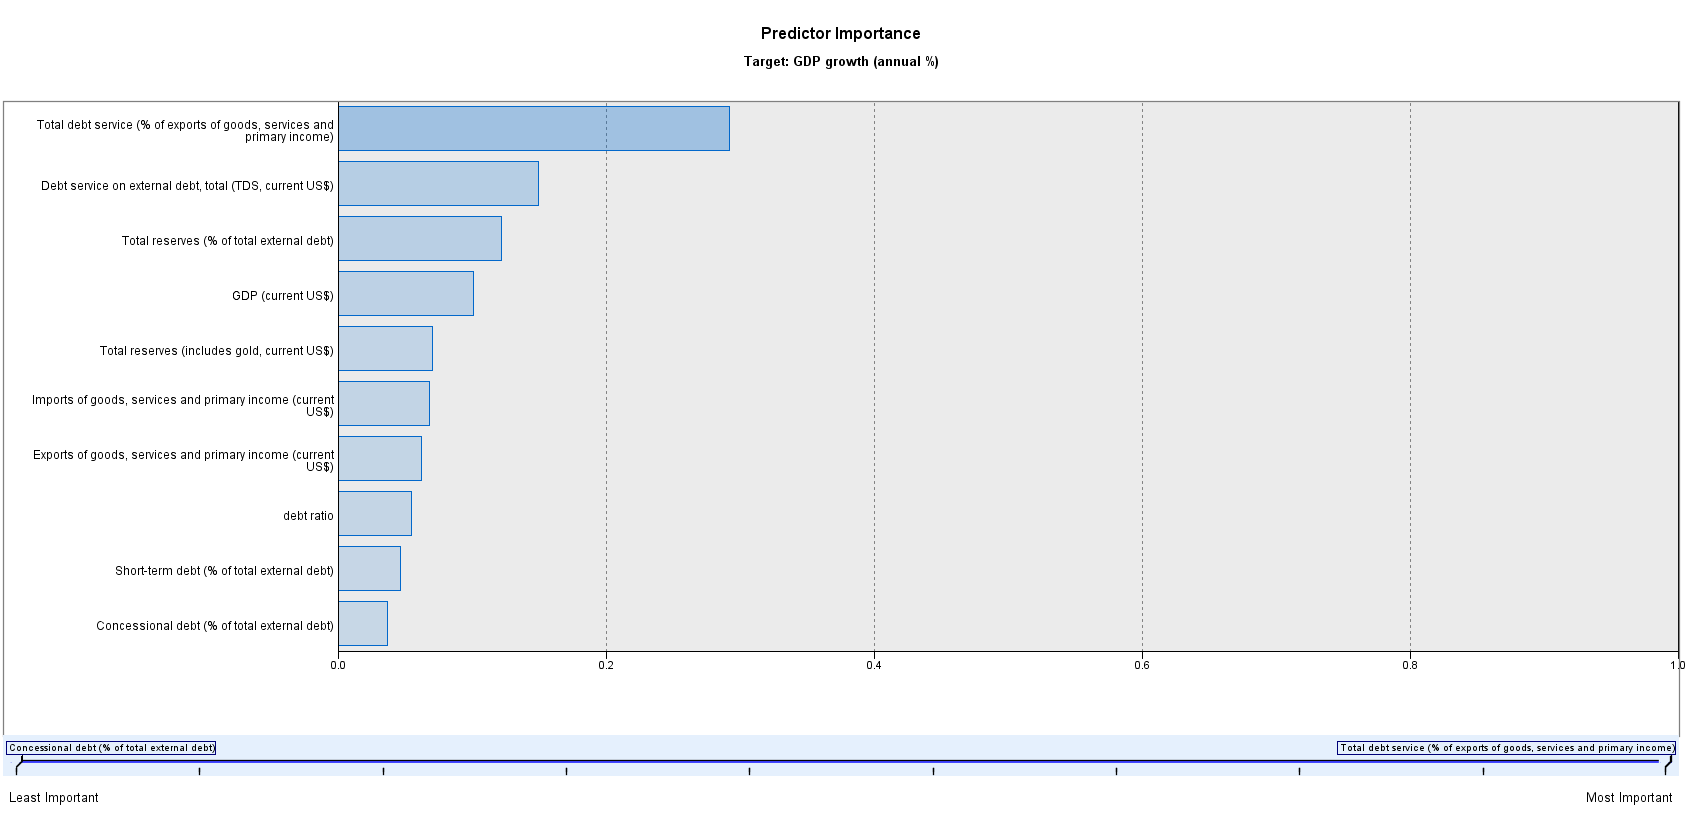 Predictor Importance
Target: GDP growth (annual %)
Total debt service (% of exports of goods, services and
primary income)
Debt service on external debt, total (TDS, current US$)
Total reserves (% of total external debt)
GDP (current US$)
Total reserves (includes gold, current US$)
Imports of goods, services and primary income (current
US$)
Exports of goods, services and primary income (current
US$)
debt ratio
Short-term debt (% of total external debt)
Concessional debt (% of total external debt)
0.0 0.2 0.4 0.6 0.8 1.0
Concessional debt (% of total external debt) Total debt service (% of exports of goods, services and primary income)
Least Important Most Important